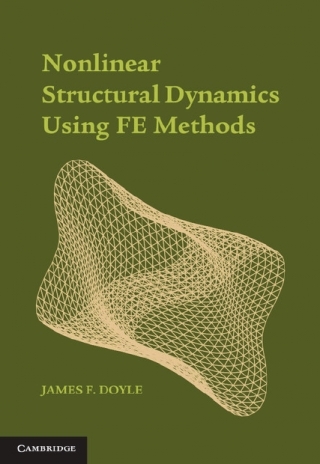 Nonlinear
Structural Dynamics
Using FE Methods
JAMES F. DOYLE
CAMBRIDGE